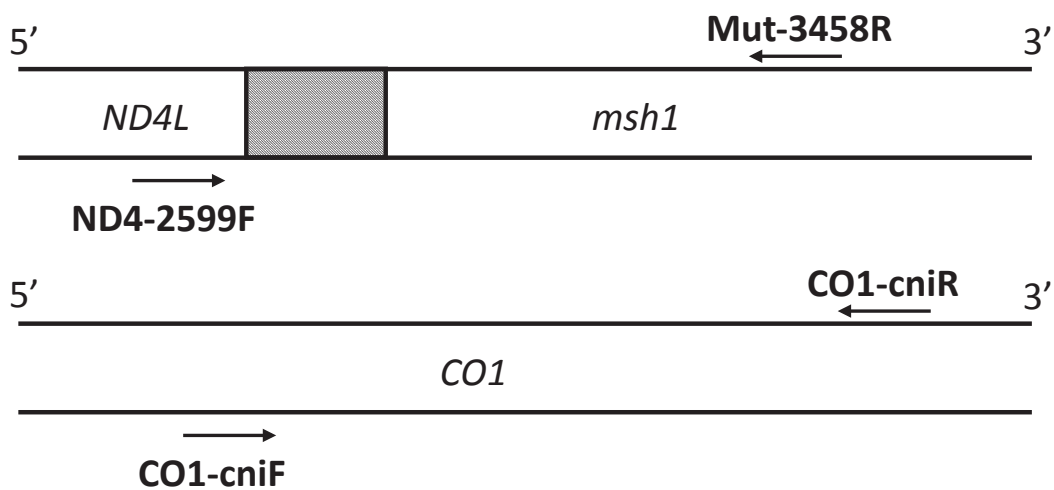 5’ Mut-3458R 3’
ND4L msh1
ND4-2599F
5’ CO1-cniR 3’
CO1
CO1-cniF